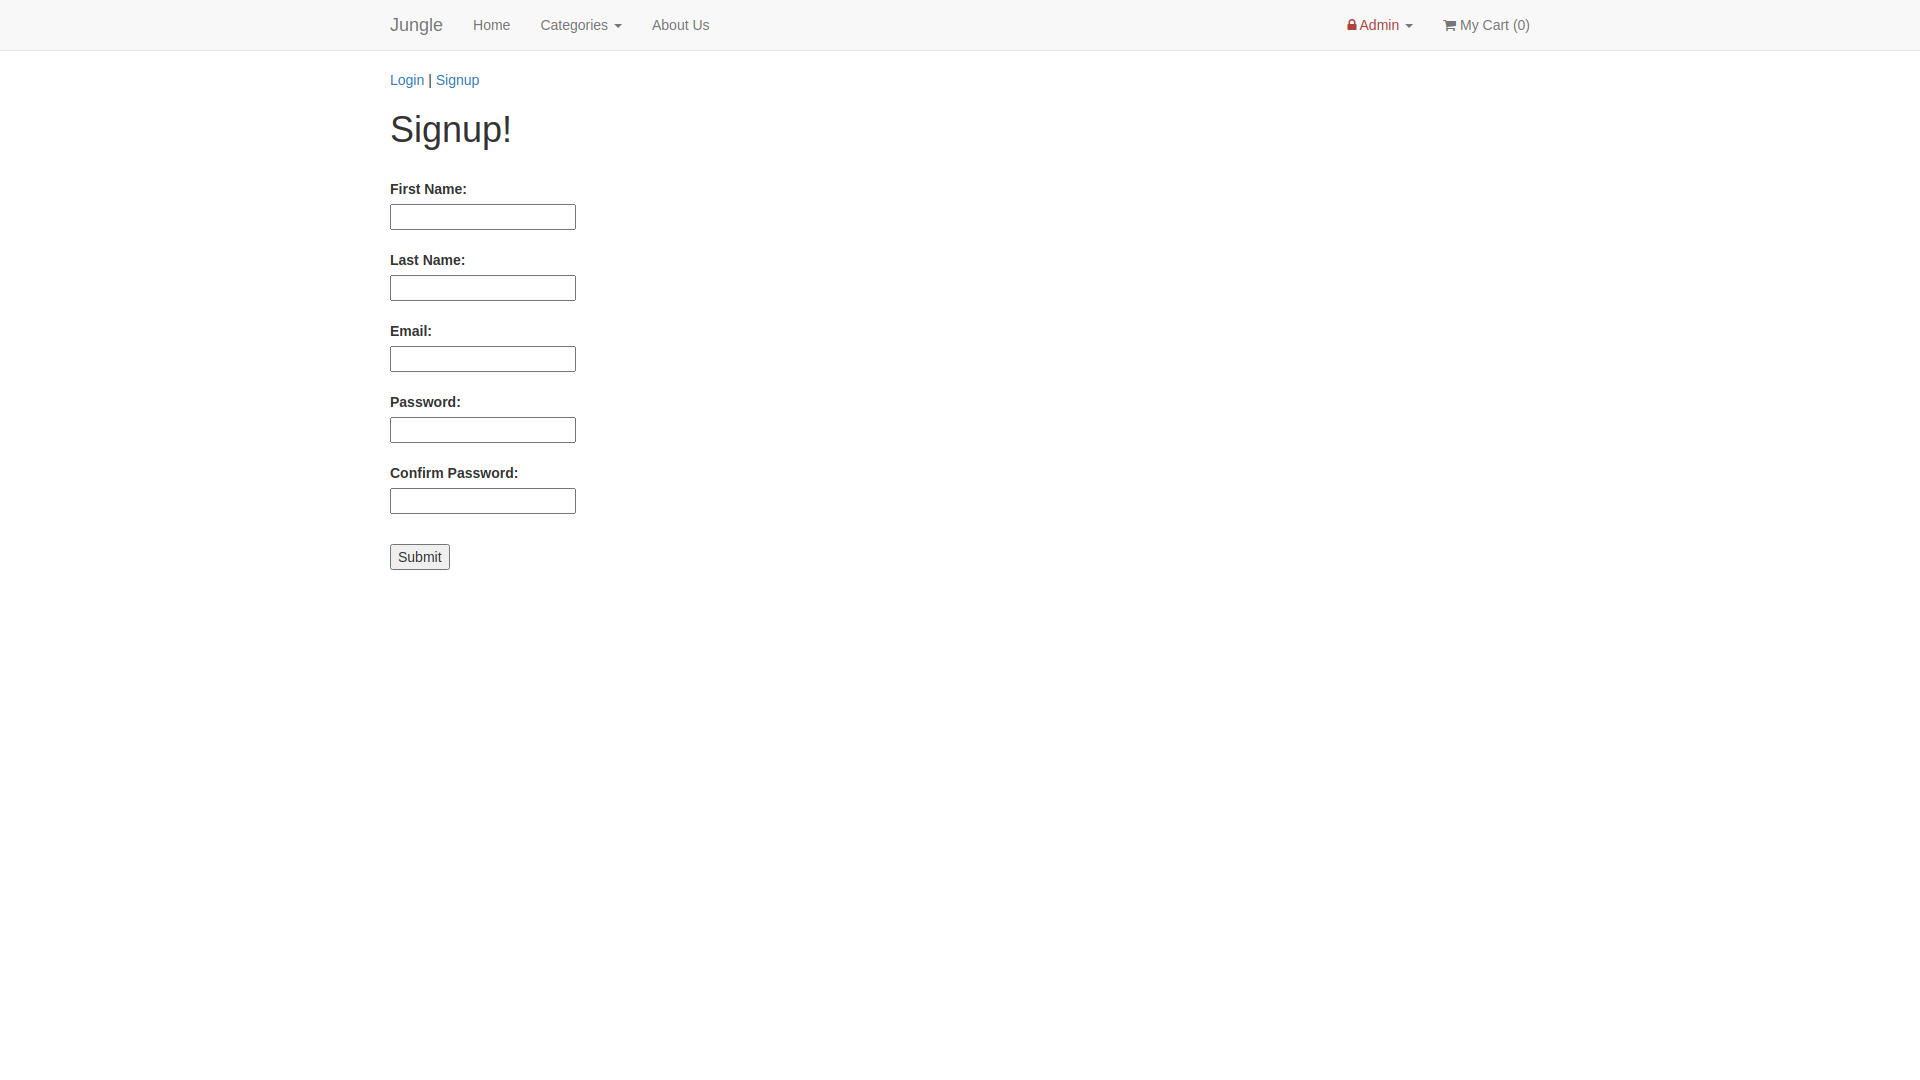 Jungle Home Categories About Us Admin My Cart (0)
Login | Signup
Signup!
First Name:
Last Name:
Email:
Password:
Confirm Password:
Submit